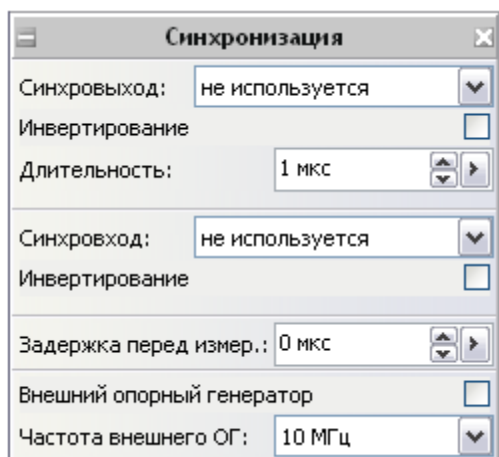 Синхронизация
Синхровыход: не используется
Инвертирование
Длительность: 1 мкс
Синхровход: не используется
Инвертирование
Задержка перед измер.: 0 мкс
Внешний опорный генератор
Частота внешнего ОГ: 10 МГц